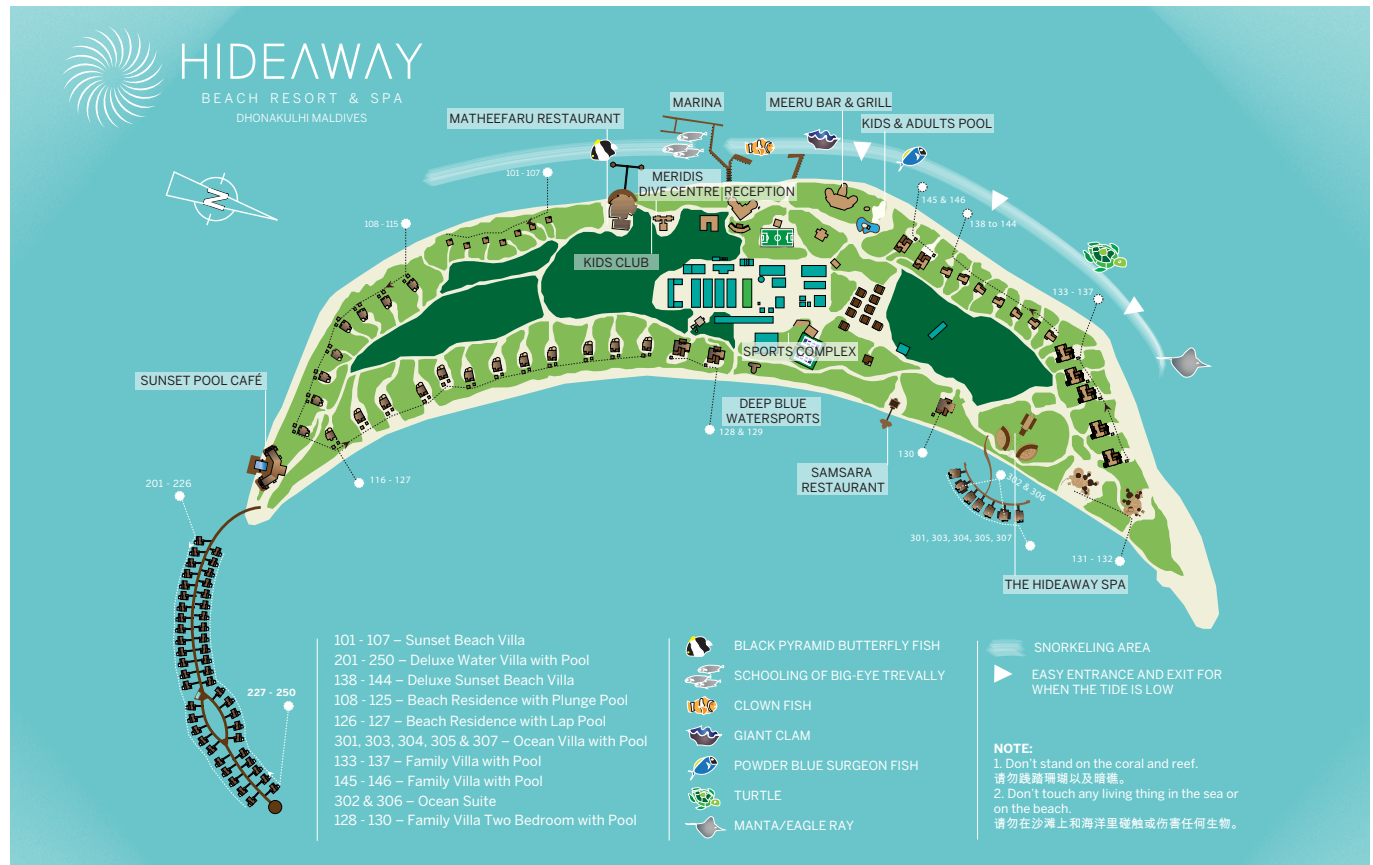 HIDEAWAY
BEACH RESORT & SPA
DHONAKULHI MALDIVES
MATHEEFARU RESTAURANT
MARINA
MEERU BAR & GRILL
KIDS & ADULTS POOL
MERIDIS
DIVE CENTRE
RECEPTION
101 - 107
108 - 115
145 & 146
138 to 144
133 - 137
N
KIDS CLUB
SPORTS COMPLEX
SUNSET POOL CAFÉ
DEEP BLUE
WATERSPORTS
128 & 129
130
SAMSARA
RESTAURANT
116 - 127
201 - 226
302 & 306
301, 303, 304, 305, 307
131 - 132
THE HIDEAWAY SPA
227 - 250
101 - 107 – Sunset Beach Villa
201 - 250 – Deluxe Water Villa with Pool
138 - 144 – Deluxe Sunset Beach Villa
108 - 125 – Beach Residence with Plunge Pool
126 - 127 – Beach Residence with Lap Pool
301, 303, 304, 305 & 307 – Ocean Villa with Pool
133 - 137 – Family Villa with Pool
145 - 146 – Family Villa with Pool
302 & 306 – Ocean Suite
128 - 130 – Family Villa Two Bedroom with Pool
BLACK PYRAMID BUTTERFLY FISH
SCHOOLING OF BIG-EYE TREVALLY
CLOWN FISH
GIANT CLAM
POWDER BLUE SURGEON FISH
TURTLE
MANTA/EAGLE RAY
SNORKELING AREA
EASY ENTRANCE AND EXIT FOR
WHEN THE TIDE IS LOW
NOTE:
1. Don't stand on the coral and reef.
请勿践踏珊瑚以及暗礁。
2. Don't touch any living thing in the sea or
on the beach.
请勿在沙滩上和海洋里碰触或伤害任何生物。